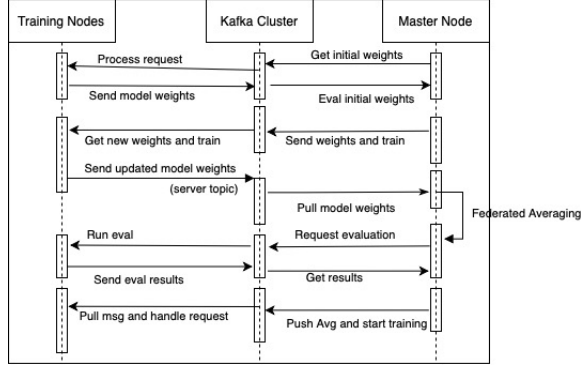 Training Nodes
Kafka Cluster
Master Node
Get initial weights
Process request
Send model weights
Eval initial weights
Get new weights and train
Send weights and train
Send updated model weights
(server topic)
Pull model weights
Federated Averaging
Run eval
Request evaluation
Send eval results
Get results
Pull msg and handle request
Push Avg and start training